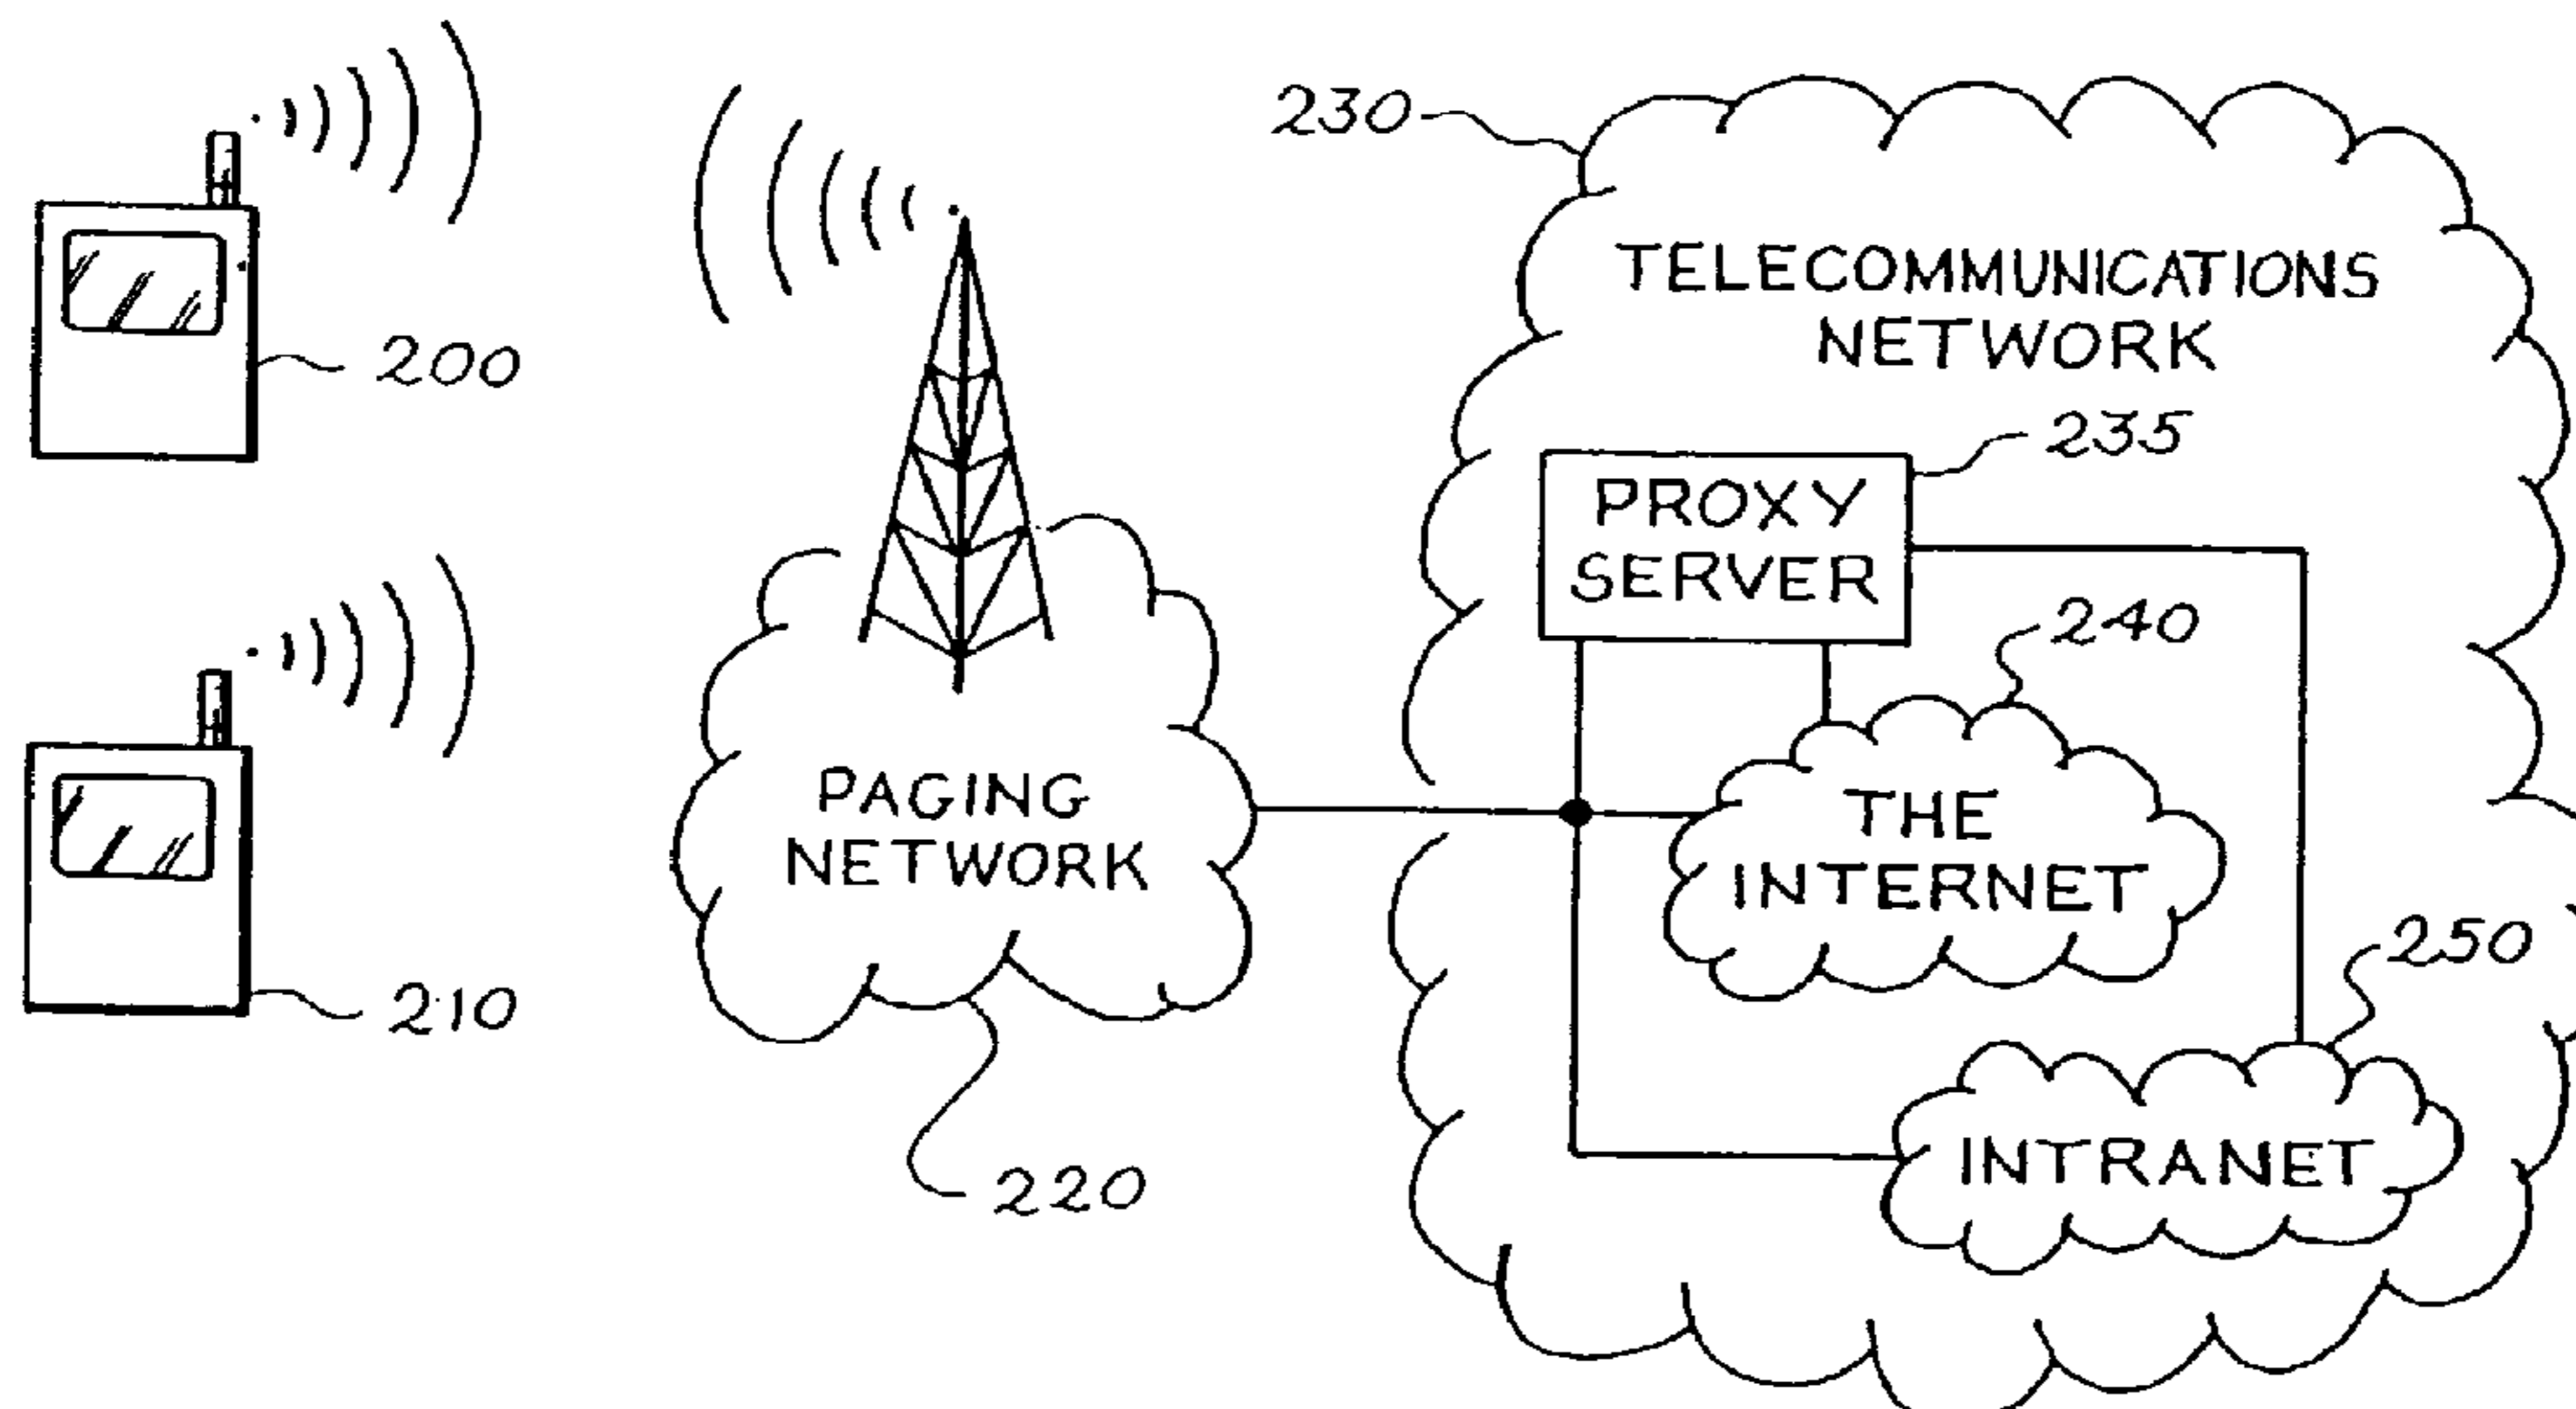 230
TELECOMMUNICATIONS
NETWORK
200
235
PROXY
SERVER
240
PAGING
NETWORK
THE
INTERNET
250
210
INTRANET
220